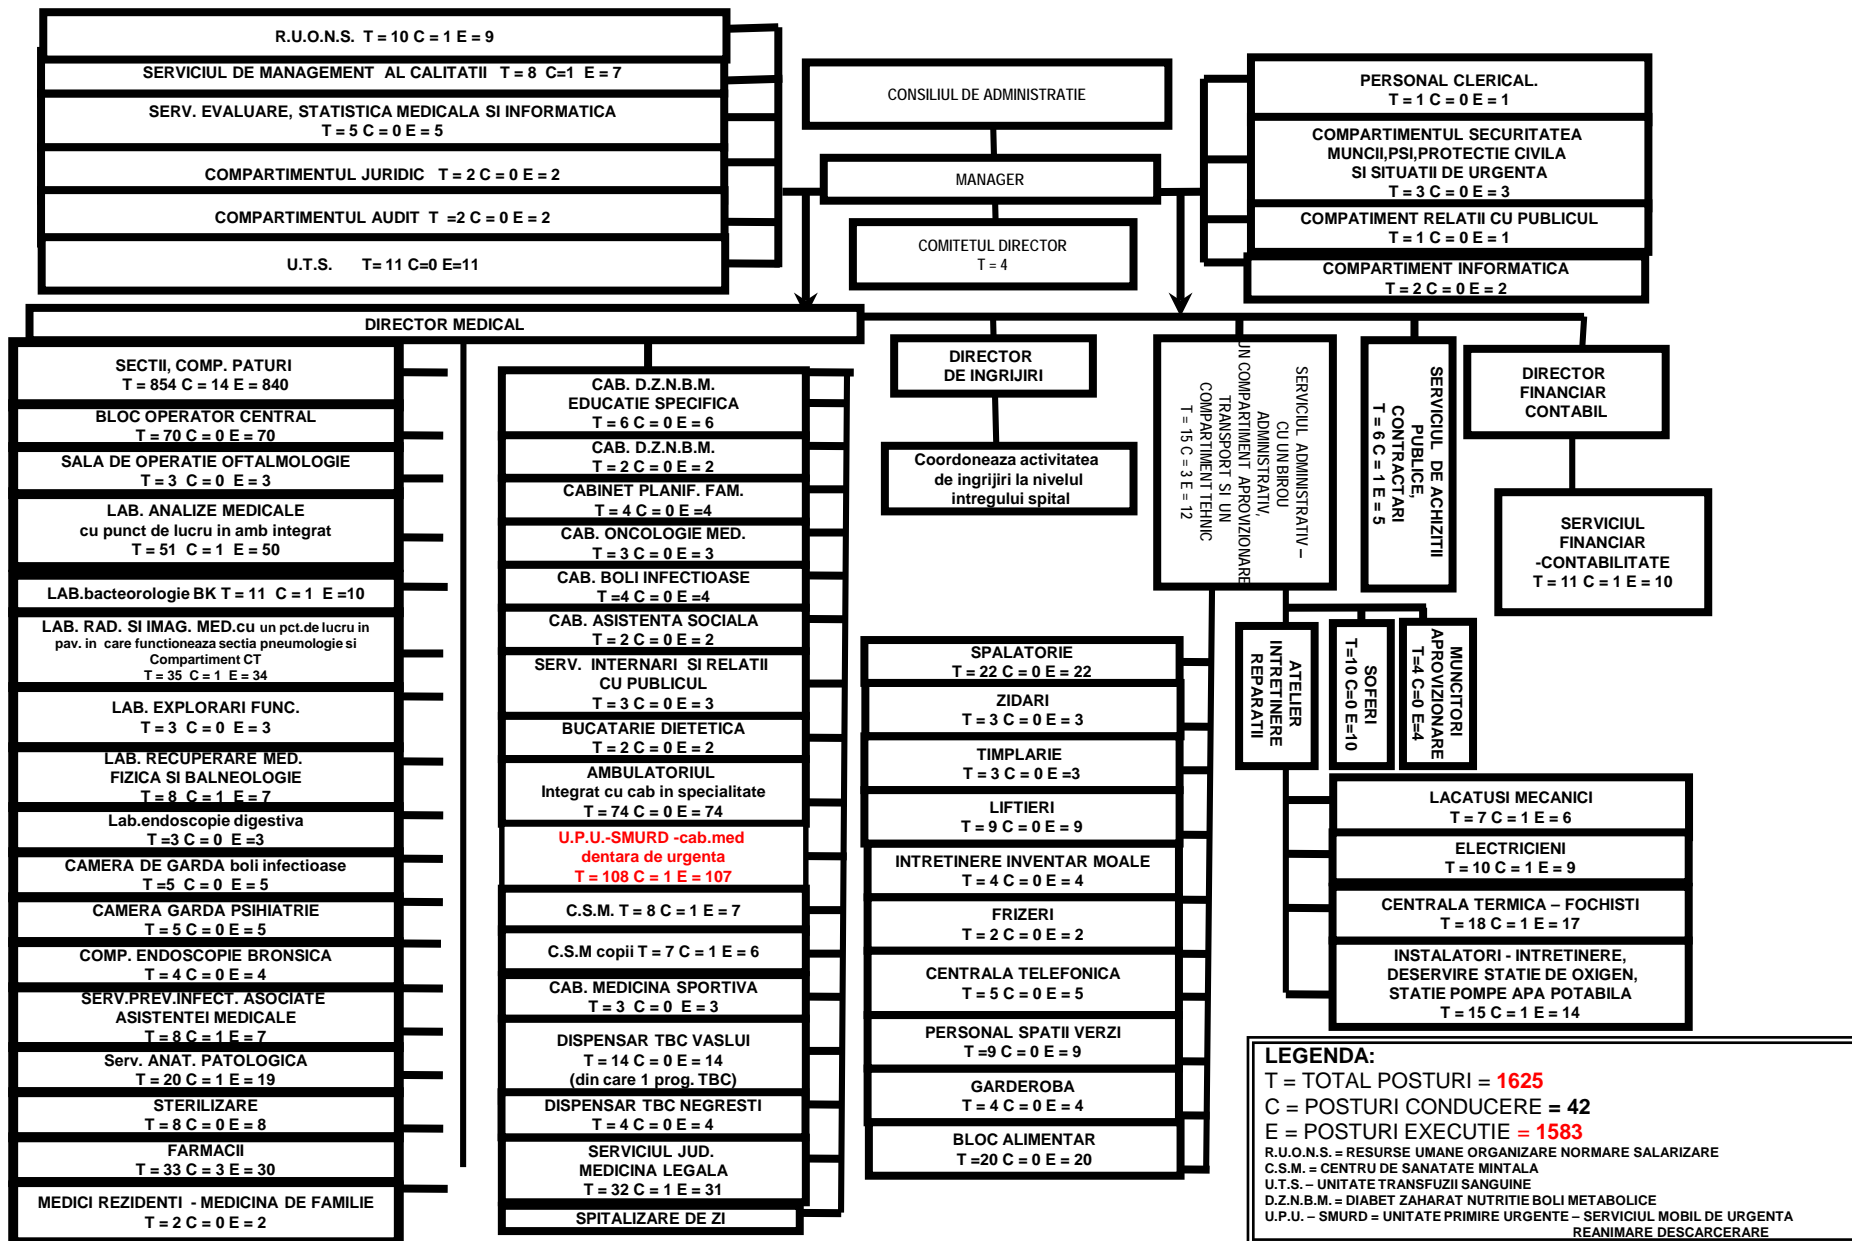 R.U.O.N.S. T = 10 C = 1 E = 9
SERVICIUL DE MANAGEMENT AL CALITATII T = 8 C=1 E = 7
SERV. EVALUARE, STATISTICA MEDICALA SI INFORMATICA
T = 5 C = 0 E = 5
COMPARTIMENTUL JURIDIC T = 2 C = 0 E = 2
COMPARTIMENTUL AUDIT T =2 C = 0 E = 2
U.T.S. T= 11 C=0 E=11
CONSILIUL DE ADMINISTRATIE
MANAGER
COMITETUL DIRECTOR
T = 4
PERSONAL CLERICAL.
T = 1 C = 0 E = 1
COMPARTIMENTUL SECURITATEA
MUNCII,PSI,PROTECTIE CIVILA
SI SITUATII DE URGENTA
T = 3 C = 0 E = 3
COMPATIMENT RELATII CU PUBLICUL
T = 1 C = 0 E = 1
COMPARTIMENT INFORMATICA
T = 2 C = 0 E = 2
DIRECTOR MEDICAL
SECTII, COMP. PATURI
T = 854 C = 14 E = 840
BLOC OPERATOR CENTRAL
T = 70 C = 0 E = 70
SALA DE OPERATIE OFTALMOLOGIE
T = 3 C = 0 E = 3
LAB. ANALIZE MEDICALE
cu punct de lucru in amb integrat
T = 51 C = 1 E = 50
LAB.bacteorologie BK T = 11 C = 1 E =10
LAB. RAD. SI IMAG. MED.cu un pct.de lucru in
pav. in care functioneaza sectia pneumologie si
Compartiment CT
T = 35 C = 1 E = 34
LAB. EXPLORARI FUNC.
T = 3 C = 0 E = 3
LAB. RECUPERARE MED.
FIZICA SI BALNEOLOGIE
T = 8 C = 1 E = 7
Lab.endoscopie digestiva
T =3 C = 0 E =3
CAMERA DE GARDA boli infectioase
T =5 C = 0 E = 5
CAMERA GARDA PSIHIATRIE
T = 5 C = 0 E = 5
COMP. ENDOSCOPIE BRONSICA
T = 4 C = 0 E = 4
SERV.PREV.INFECT. ASOCIATE
ASISTENTEI MEDICALE
T = 8 C = 1 E = 7
Serv. ANAT. PATOLOGICA
T = 20 C = 1 E = 19
STERILIZARE
T = 8 C = 0 E = 8
FARMACII
T = 33 C = 3 E = 30
MEDICI REZIDENTI - MEDICINA DE FAMILIE
T = 2 C = 0 E = 2
CAB. D.Z.N.B.M.
EDUCATIE SPECIFICA
T = 6 C = 0 E = 6
CAB. D.Z.N.B.M.
T = 2 C = 0 E = 2
CABINET PLANIF. FAM.
T = 4 C = 0 E =4
CAB. ONCOLOGIE MED.
T = 3 C = 0 E = 3
CAB. BOLI INFECTIOASE
T =4 C = 0 E =4
CAB. ASISTENTA SOCIALA
T = 2 C = 0 E = 2
SERV. INTERNARI SI RELATII
CU PUBLICUL
T = 3 C = 0 E = 3
BUCATARIE DIETETICA
T = 2 C = 0 E = 2
AMBULATORIUL
Integrat cu cab in specialitate
T = 74 C = 0 E = 74
U.P.U.-SMURD -cab.med
dentara de urgenta
T = 108 C = 1 E = 107
C.S.M. T = 8 C = 1 E = 7
C.S.M copii T = 7 C = 1 E = 6
CAB. MEDICINA SPORTIVA
T = 3 C = 0 E = 3
DISPENSAR TBC VASLUI
T = 14 C = 0 E = 14
(din care 1 prog. TBC)
DISPENSAR TBC NEGRESTI
T = 4 C = 0 E = 4
SERVICIUL JUD.
MEDICINA LEGALA
T = 32 C = 1 E = 31
SPITALIZARE DE ZI
DIRECTOR
DE INGRIJIRI
Coordoneaza activitatea
de ingrijiri la nivelul
intregului spital
SERVICIUL ADMINISTRATIV –
CU UN BIROU
ADMINISTRATIV,
UN COMPARTIMENT APROVIZIONARE
TRANSPORT SI UN
COMPARTIMENT TEHNIC
T = 15 C = 3 E = 12
SERVICIUL DE ACHIZITII
PUBLICE,
CONTRACTARI
T = 6 C = 1 E = 5
DIRECTOR
FINANCIAR
CONTABIL
SERVICIUL
FINANCIAR
-CONTABILITATE
T = 11 C = 1 E = 10
SPALATORIE
T = 22 C = 0 E = 22
ZIDARI
T = 3 C = 0 E = 3
TIMPLARIE
T = 3 C = 0 E =3
LIFTIERI
T = 9 C = 0 E = 9
INTRETINERE INVENTAR MOALE
T = 4 C = 0 E = 4
FRIZERI
T = 2 C = 0 E = 2
CENTRALA TELEFONICA
T = 5 C = 0 E = 5
PERSONAL SPATII VERZI
T =9 C = 0 E = 9
GARDEROBA
T = 4 C = 0 E = 4
BLOC ALIMENTAR
T =20 C = 0 E = 20
ATELIER
INTRETINERE
REPARATII
SOFERI
T=10 C=0 E=10
MUNCITORI
APROVIZIONARE
T=4 C=0 E=4
LACATUSI MECANICI
T = 7 C = 1 E = 6
ELECTRICIENI
T = 10 C = 1 E = 9
CENTRALA TERMICA – FOCHISTI
T = 18 C = 1 E = 17
INSTALATORI - INTRETINERE,
DESERVIRE STATIE DE OXIGEN,
STATIE POMPE APA POTABILA
T = 15 C = 1 E = 14
LEGENDA:
T = TOTAL POSTURI = 1625
C = POSTURI CONDUCERE = 42
E = POSTURI EXECUTIE = 1583
R.U.O.N.S. = RESURSE UMANE ORGANIZARE NORMARE SALARIZARE
C.S.M. = CENTRU DE SANATATE MINTALA
U.T.S. – UNITATE TRANSFUZII SANGUINE
D.Z.N.B.M. = DIABET ZAHARAT NUTRITIE BOLI METABOLICE
U.P.U. – SMURD = UNITATE PRIMIRE URGENTE – SERVICIUL MOBIL DE URGENTA
REANIMARE DESCARCERARE